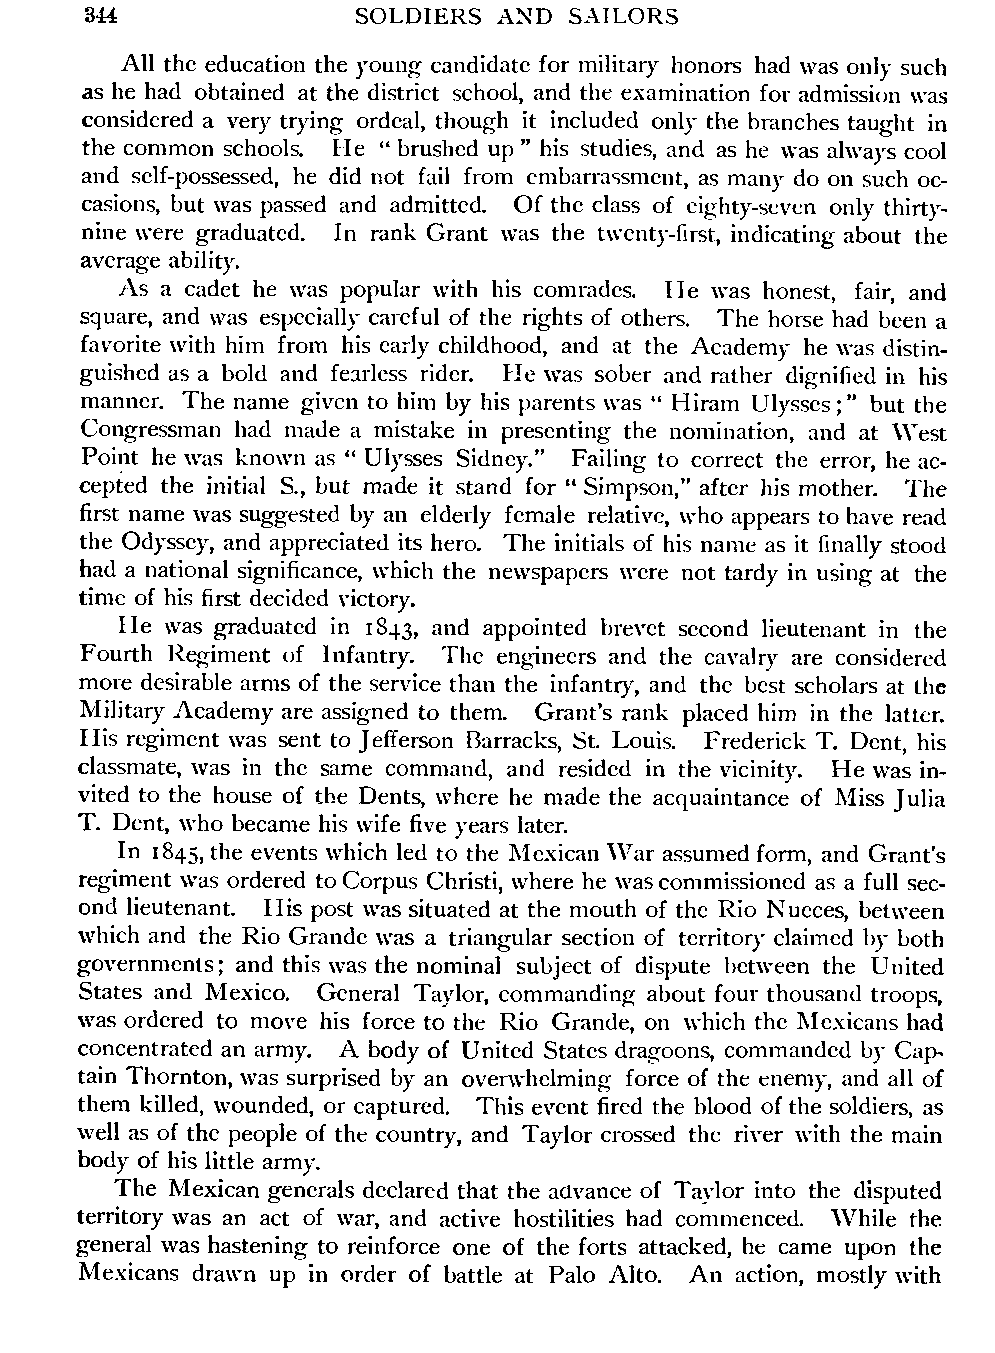 344 SOLDIERS AND SAILORS
All the education the young candidate for military honors had was only such
as he had obtained at the district school, and the examination for admission was
considered a very trying ordeal, though it included only the branches taught in
the common schools. He “ brushed up ” his studies, and as he was always cool
and self-possessed, he did not fail from embarrassment, as many do on such oc-
casions, but was passed and admitted. Of the class of eighty-seven only thirty-
nine were graduated. In rank Grant was the twenty-first, indicating about the
average ability.
As a cadet he was popular with his comrades. He was honest, fair, and
square, and was especially careful of the rights of others. The horse had been a
favorite with him from his early childhood, and at the Academy he was distin-
guished as a bold and fearless rider. He was sober and rather dignified in his
manner. The name given to him by his parents was “ Hiram Ulysses ; ” but the
Congressman had made a mistake in presenting the nomination, and at West
Point he was known as “ Ulysses Sidney.” Failing to correct the error, he ac-
cepted the initial S., but made it stand for “ Simpson,” after his mother. The
first name was suggested by an elderly female relative, who appears to have read
the Odyssey, and appreciated its hero. The initials of his name as it finally stood
had a national significance, which the newspapers were not tardy in using at the
time of his first decided victory.
He was graduated in 1843, and appointed brevet second lieutenant in the
Fourth Regiment of Infantry. The engineers and the cavalry are considered
more desirable arms of the service than the infantry, and the best scholars at the
Military Academy are assigned to them. Grant’s rank placed him in the latter.
His regiment was sent to Jefferson Barracks, St. Louis. Frederick T. Dent, his
classmate, was in the same command, and resided in the vicinity. He was in-
vited to the house of the Dents, where he made the acquaintance of Miss Julia
T. Dent, who became his wife five years later.
In 1845, the events which led to the Mexican War assumed form, and Grant’s
regiment was ordered to Corpus Christi, where he was commissioned as a full sec-
ond lieutenant. His post was situated at the mouth of the Rio Nueces, between
which and the Rio Grande was a triangular section of territory claimed by both
governments; and this was the nominal subject of dispute between the United
States and Mexico. General Taylor, commanding about four thousand troops,
was ordered to move his force to the Rio Grande, on which the Mexicans had
concentrated an army. A body of United States dragoons, commanded by Cap-
tain Thornton, was surprised by an overwhelming force of the enemy, and all of
them killed, wounded, or captured. This event fired the blood of the soldiers, as
well as of the people of the country, and Taylor crossed the river with the main
body of his little army.
The Mexican generals declared that the advance of Taylor into the disputed
territory was an act of war, and active hostilities had commenced. While the
general was hastening to reinforce one of the forts attacked, he came upon the
Mexicans drawn up in order of battle at Palo Alto. An action, mostly with